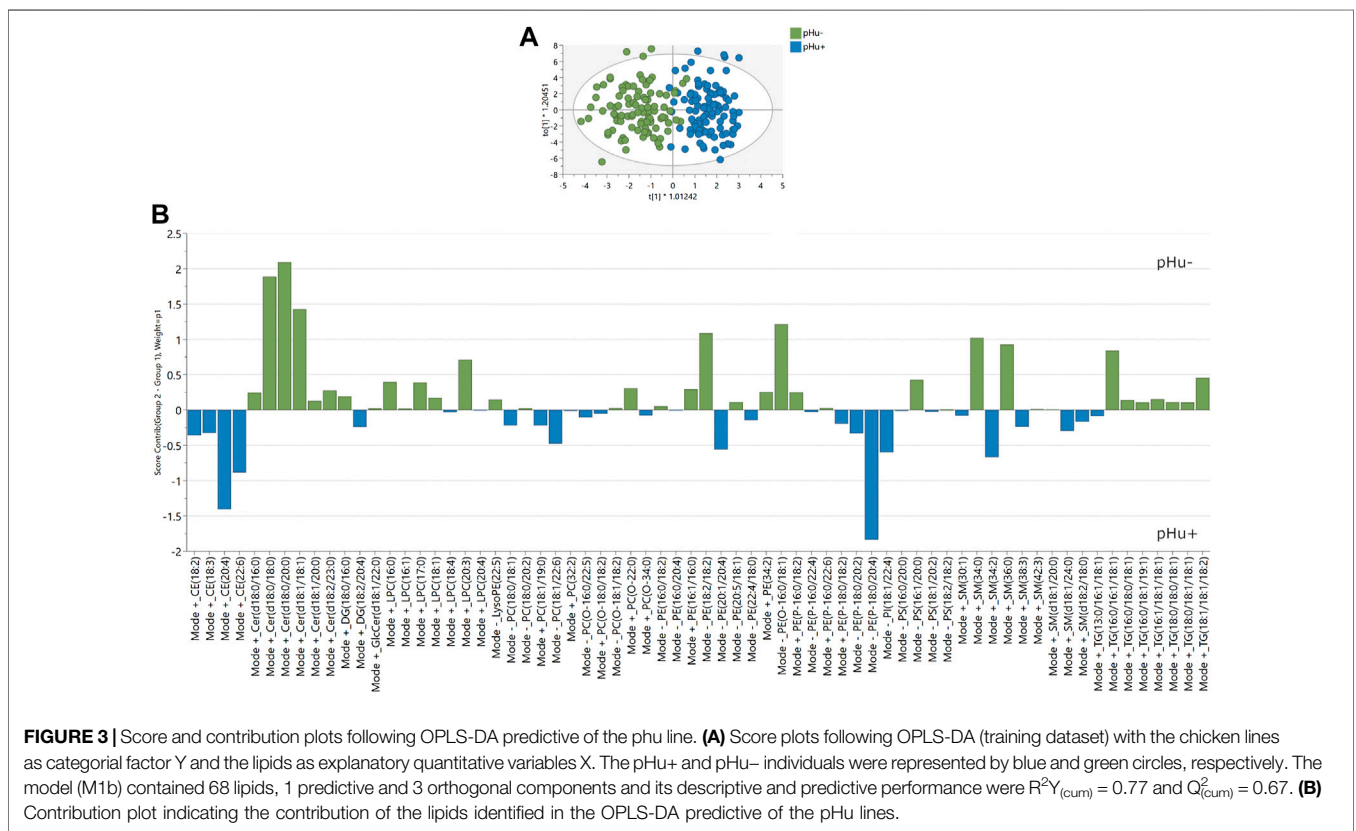 A
pHu-
pHu+
to[1] * 1.20451
8
6
4
2
0
-2
-4
-6
-8
-5 -4 -3 -2 -1 0 1 2 3 4 5
t[1] * 1.01242
B
Score Contrib(Group 2 - Group 1), Weight=p1
2.5
2
1.5
1
0.5
0
-0.5
-1
-1.5
-2
pHu-
pHu+
Mode +_CE(18:2)
Mode +_CE(18:3)
Mode +_CE(20:4)
Mode +_CE(22:6)
Mode +_Cer(d18:0/16:0)
Mode +_Cer(d18:0/18:0)
Mode +_Cer(d18:0/20:0)
Mode +_Cer(d18:1/18:1)
Mode +_Cer(d18:1/20:0)
Mode +_Cer(d18:2/23:0)
Mode +_DG(18:0/16:0)
Mode +_DG(18:2/20:4)
Mode +_GlcCer(d18:1/22:0)
Mode +_LPC(16:0)
Mode +_LPC(16:1)
Mode +_LPC(17:0)
Mode +_LPC(18:1)
Mode +_LPC(18:4)
Mode +_LPC(20:3)
Mode +_LPC(20:4)
Mode -_LysoPE(22:5)
Mode -_PC(18:0/18:1)
Mode -_PC(18:0/20:2)
Mode +_PC(18:1/19:0)
Mode -_PC(18:1/22:6)
Mode +_PC(32:2)
Mode -_PC(O-16:0/22:5)
Mode +_PC(O-18:0/18:2)
Mode -_PC(O-18:1/18:2)
Mode +_PC(O-22:0)
Mode +_PC(O-34:0)
Mode -_PE(16:0/18:2)
Mode -_PE(16:0/20:4)
Mode +_PE(16:1/16:0)
Mode -_PE(18:2/18:2)
Mode -_PE(20:1/20:4)
Mode -_PE(20:5/18:1)
Mode -_PE(22:4/18:0)
Mode +_PE(34:2)
Mode -_PE(O-16:0/18:1)
Mode +_PE(P-16:0/18:2)
Mode -_PE(P-16:0/22:4)
Mode -_PE(P-16:0/22:6)
Mode +_PE(P-18:0/18:2)
Mode -_PE(P-18:0/20:2)
Mode -_PE(P-18:0/20:4)
Mode -_PI(18:1/22:4)
Mode -_PS(16:0/20:0)
Mode -_PS(16:1/20:0)
Mode -_PS(17:0/20:2)
Mode -_PS(18:2/18:2)
Mode +_SM(30:1)
Mode +_SM(34:0)
Mode +_SM(34:2)
Mode +_SM(36:0)
Mode +_SM(38:3)
Mode +_SM(42:3)
Mode -_SM(d18:1/20:0)
Mode +_SM(d18:1/24:0)
Mode +_SM(d18:2/18:0)
Mode +_TG(13:0/17:1/18:1)
Mode +_TG(16:0/16:0/18:1)
Mode +_TG(16:0/18:0/18:1)
Mode +_TG(16:0/18:1/19:1)
Mode +_TG(16:1/18:1/18:1)
Mode +_TG(18:0/18:0/18:1)
Mode +_TG(18:0/18:1/18:1)
Mode +_TG(18:1/18:1/18:2)
FIGURE 3 | Score and contribution plots following OPLS-DA predictive of the phu line. (A) Score plots following OPLS-DA (training dataset) with the chicken lines
as categorial factor Y and the lipids as explanatory quantitative variables X. The pHu+ and pHu– individuals were represented by blue and green circles, respectively. The
model (M1b) contained 68 lipids, 1 predictive and 3 orthogonal components and its descriptive and predictive performance were R²Y(cum) = 0.77 and Q²(cum) = 0.67. (B)
Contribution plot indicating the contribution of the lipids identified in the OPLS-DA predictive of the pHu lines.